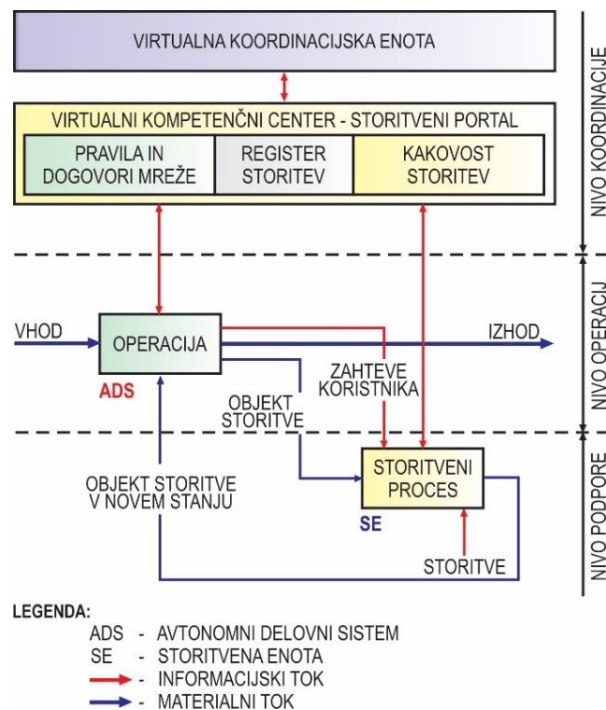 VIRTUALNA KOORDINACIJSKA ENOTA
VIRTUALNI KOMPETENČNI CENTER - STORITVENI PORTAL
PRAVILA IN
DOGOVORI MREŽE
REGISTER
STORITEV
KAKOVOST
STORITEV
NIVO KOORDINACIJE
VHOD
OPERACIJA
IZHOD
ADS
ZAHTEVE
KORISTNIKA
OBJEKT
STORITVE
NIVO OPERACIJ
OBJEKT STORITVE
V NOVEM STANJU
STORITVENI
PROCES
SE
STORITVE
NIVO PODPORE
LEGENDA:
ADS - AVTONOMNI DELOVNI SISTEM
SE - STORITVENA ENOTA
- INFORMACIJSKI TOK
- MATERIALNI TOK